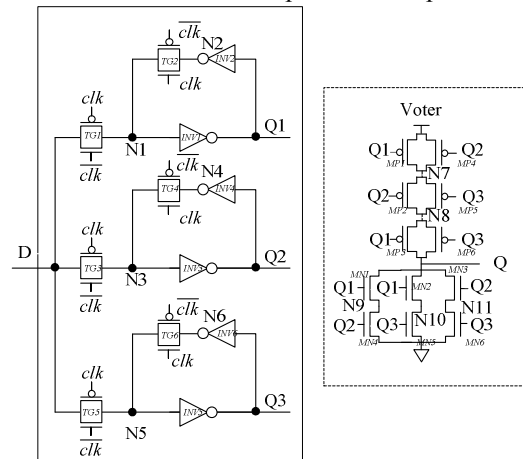 clk
N2
TG2
INV2
clk
clk
TG1
INV1
Q1
N1
clk
clk
N4
TG4
INV4
clk
clk
D
TG3
INV3
Q2
N3
clk
clk
N6
TG6
INV6
clk
clk
TG5
INV5
Q3
N5
clk
Voter
Q1
Q2
MP1
N7
MP4
Q2
Q3
MP2
N8
MP5
Q1
Q3
MP3
MP6
Q
MN1
MN3
Q1
Q1
MN2
Q2
N9
N10
N11
Q2
Q3
Q3
MN4
MN5
MN6